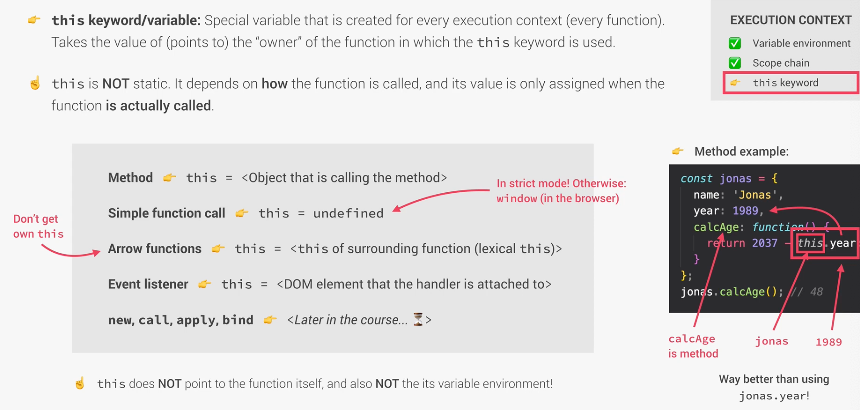 👉 this keyword/variable: Special variable that is created for every execution context (every function).
Takes the value of (points to) the “owner” of the function in which the this keyword is used.
☝️ this is NOT static. It depends on how the function is called, and its value is only assigned when the
function is actually called.
EXECUTION CONTEXT
✅ Variable environment
✅ Scope chain
👉 this keyword
Method 👉 this = <Object that is calling the method>
Simple function call 👉 this = undefined
In strict mode! Otherwise:
window (in the browser)
Don’t get
own this
Arrow functions 👉 this = <this of surrounding function (lexical this)>
Event listener 👉 this = <DOM element that the handler is attached to>
new, call, apply, bind 👉 <Later in the course... ⏳>
☝️ this does NOT point to the function itself, and also NOT the its variable environment!
👉 Method example:
const jonas = {
name: 'Jonas',
year: 1989,
calcAge: function() {
return 2037 - this.year
}
};
jonas.calcAge(); // 48
calcAge
is method
jonas
1989
Way better than using
jonas.year!